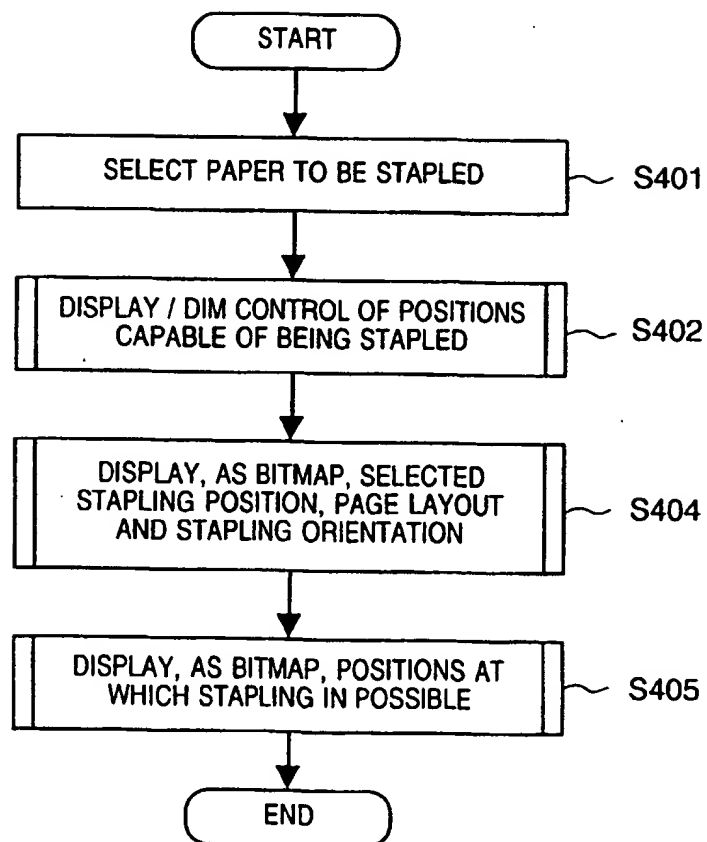 START
SELECT PAPER TO BE STAPLED
S401
DISPLAY / DIM CONTROL OF POSITIONS
CAPABLE OF BEING STAPLED
S402
DISPLAY, AS BITMAP, SELECTED
STAPLING POSITION, PAGE LAYOUT
AND STAPLING ORIENTATION
S404
DISPLAY, AS BITMAP, POSITIONS AT
WHICH STAPLING IN POSSIBLE
S405
END